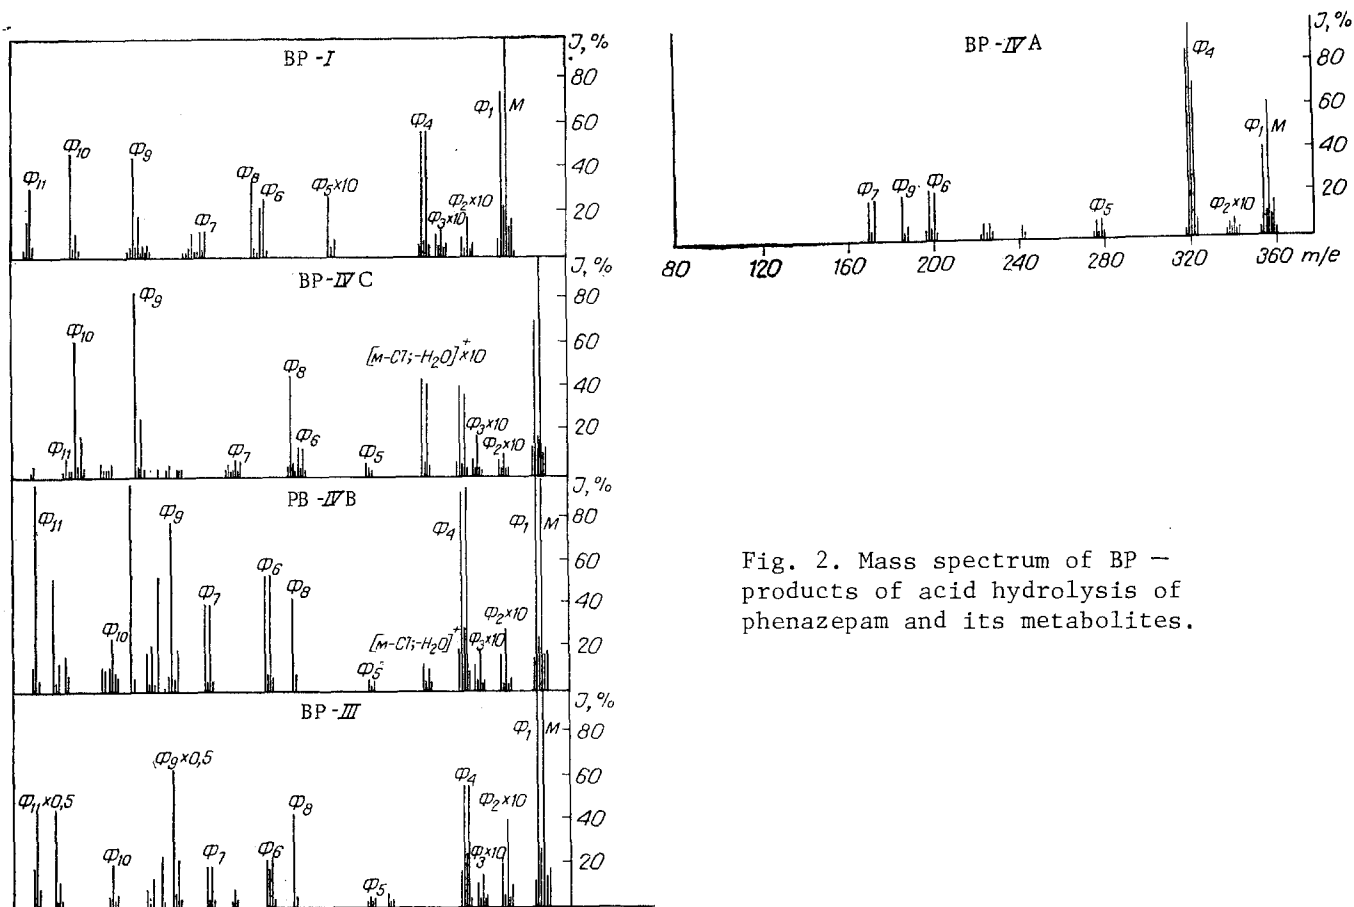 BP-I
J,%
80
60
40
20
Φ11
Φ10
Φ9
Φ7
Φ8
Φ6
Φ5×10
Φ4
Φ3×10
Φ2×10
Φ1 M
BP-IVC
J,%
80
60
40
20
Φ11
Φ10
Φ9
Φ7
Φ8
Φ6
Φ5
[м-Cl;-H2O]+×10
Φ3×10
Φ2×10
PB-IVB
J,%
80
60
40
20
Φ11
Φ10
Φ9
Φ7
Φ6
Φ8
Φ5
[м-Cl;-H2O]+
Φ4
Φ3×10
Φ2×10
Φ1 M
BP-III
J,%
80
60
40
20
Φ11×0,5
Φ10
Φ9×0,5
Φ7
Φ6
Φ8
Φ5
Φ4
Φ3×10
Φ2×10
Φ1 M
BP-IVA
J,%
80
60
40
20
Φ7
Φ9
Φ6
Φ5
Φ4
Φ2×10
Φ1 M
80 120 160 200 240 280 320 360 m/e
Fig. 2. Mass spectrum of BP —
products of acid hydrolysis of
phenazepam and its metabolites.